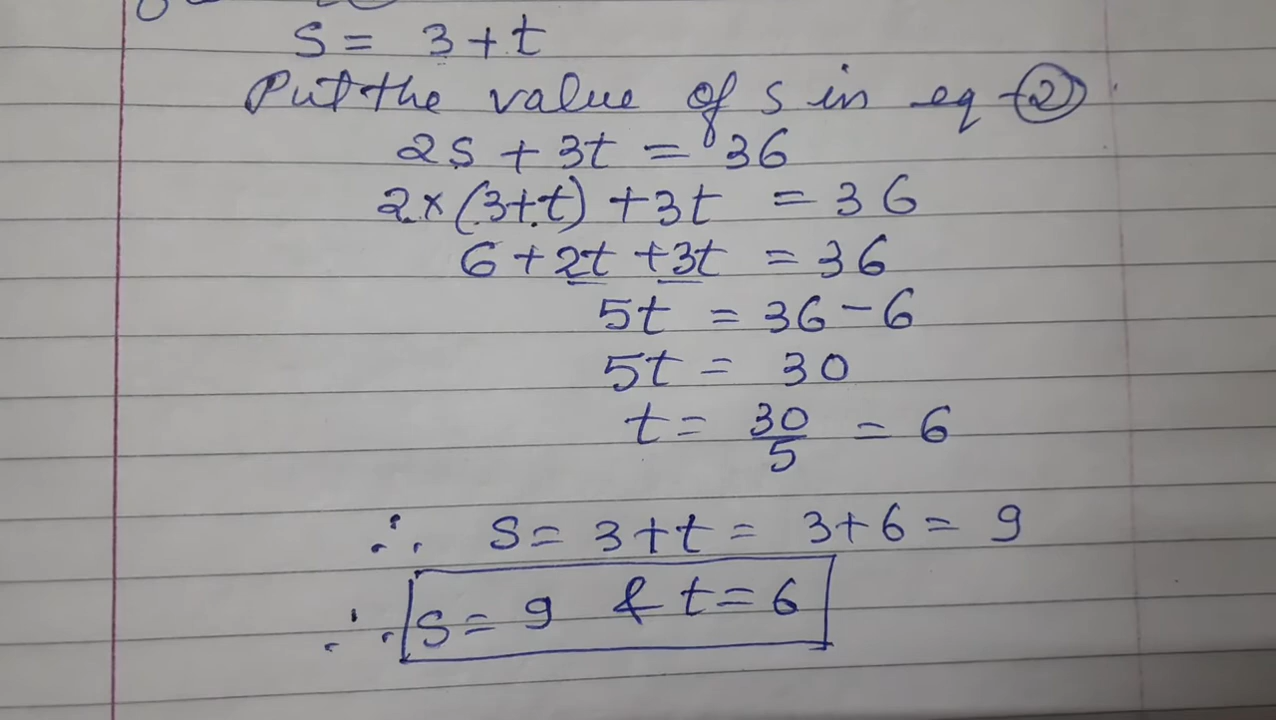 s = 3 + t
Put the value of s in eq - ②
2s + 3t = 36
2 × (3+t) + 3t = 36
6 + 2t + 3t = 36
5t = 36 - 6
5t = 30
t = 30/5 = 6
∴ s = 3 + t = 3 + 6 = 9
∴ s = 9 & t = 6